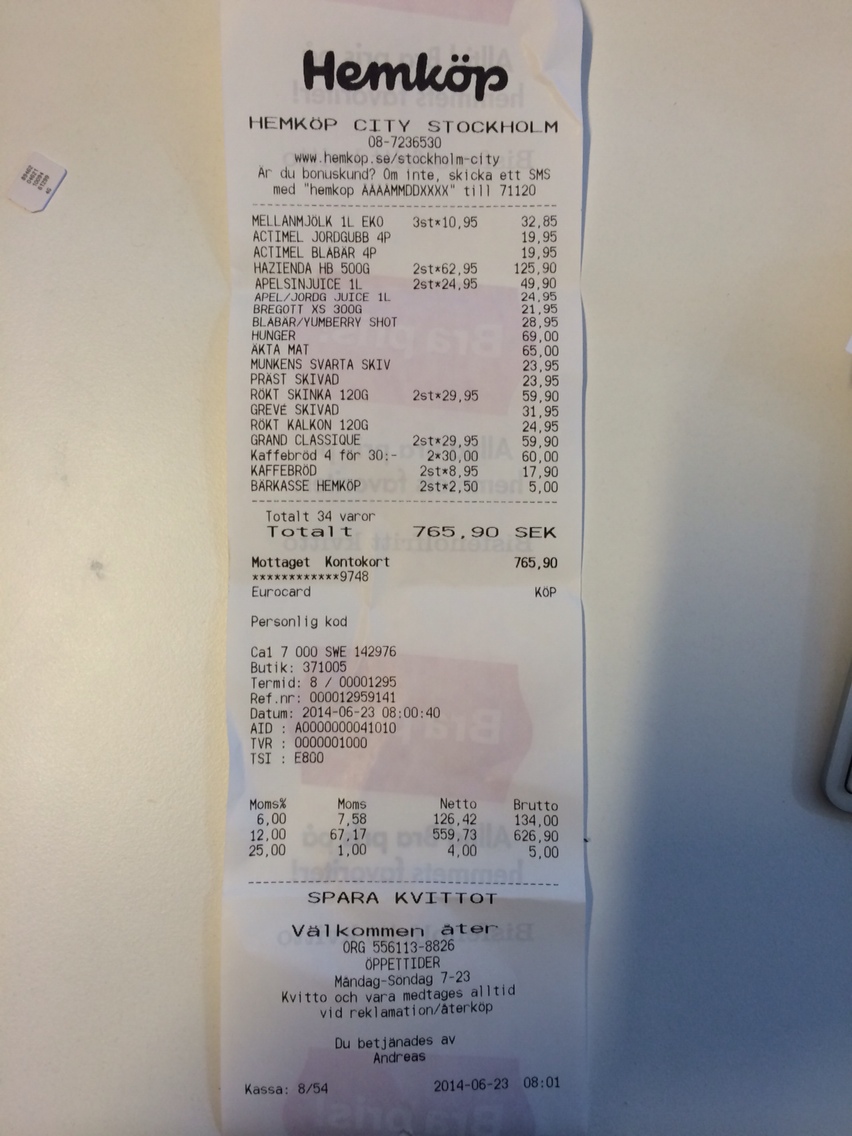 Hemköp
HEMKÖP CITY STOCKHOLM
08-7236530
www.hemkop.se/stockholm-city
Är du bonuskund? Om inte, skicka ett SMS
med "hemkop ÅÅÅÅMMDDXXXX" till 71120
MELLANMJÖLK 1L EKO 3st*10,95 32,85
ACTIMEL JORDGUBB 4P 19,95
ACTIMEL BLÅBÄR 4P 19,95
HAZIENDA HB 500G 2st*62,95 125,90
APELSINJUICE 1L 2st*24,95 49,90
APEL/JORDG JUICE 1L 24,95
BREGOTT XS 300G 21,95
BLÅBÄR/YUMBERRY SHOT 28,95
HUNGER 69,00
ÄKTA MAT 65,00
MUNKENS SVARTA SKIV 23,95
PRÄST SKIVAD 23,95
RÖKT SKINKA 120G 2st*29,95 59,90
GREVÉ SKIVAD 31,95
RÖKT KALKON 120G 24,95
GRAND CLASSIQUE 2st*29,95 59,90
Kaffebröd 4 för 30:- 2*30,00 60,00
KAFFEBRÖD 2st*8,95 17,90
BÄRKASSE HEMKÖP 2st*2,50 5,00
Totalt 34 varor
Totalt 765,90 SEK
Mottaget Kontokort 765,90
************9748
Eurocard KÖP
Personlig kod
Ca1 7 000 SWE 142976
Butik: 371005
Termid: 8 / 00001295
Ref.nr: 000012959141
Datum: 2014-06-23 08:00:40
AID : A0000000041010
TVR : 0000001000
TSI : E800
Moms% Moms Netto Brutto
6,00 7,58 126,42 134,00
12,00 67,17 559,73 626,90
25,00 1,00 4,00 5,00
SPARA KVITTOT
Välkommen åter
ORG 556113-8826
ÖPPETTIDER
Måndag-Söndag 7-23
Kvitto och vara medtages alltid
vid reklamation/återköp
Du betjänades av
Andreas
Kassa: 8/54 2014-06-23 08:01